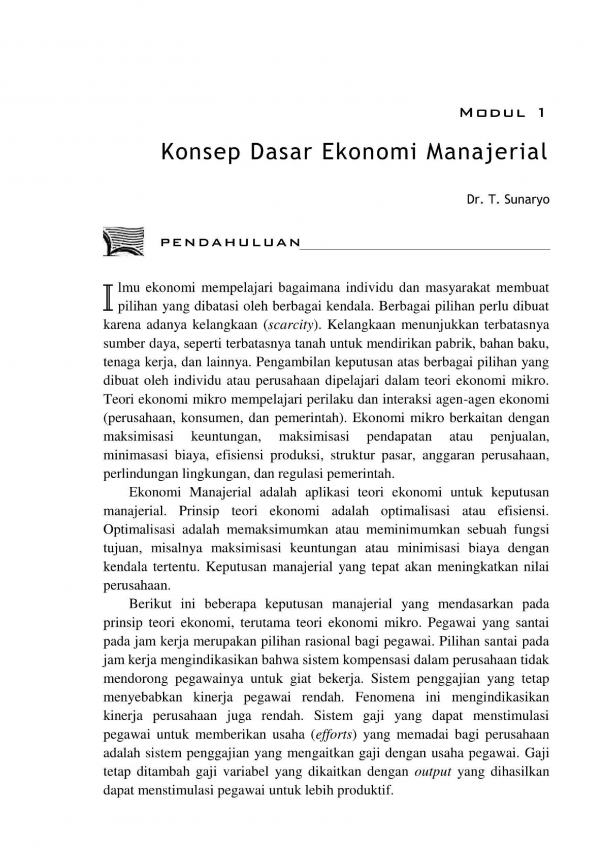 MODUL 1
Konsep Dasar Ekonomi Manajerial
Dr. T. Sunaryo
PENDAHULUAN
Ilmu ekonomi mempelajari bagaimana individu dan masyarakat membuat
pilihan yang dibatasi oleh berbagai kendala. Berbagai pilihan perlu dibuat
karena adanya kelangkaan (scarcity). Kelangkaan menunjukkan terbatasnya
sumber daya, seperti terbatasnya tanah untuk mendirikan pabrik, bahan baku,
tenaga kerja, dan lainnya. Pengambilan keputusan atas berbagai pilihan yang
dibuat oleh individu atau perusahaan dipelajari dalam teori ekonomi mikro.
Teori ekonomi mikro mempelajari perilaku dan interaksi agen-agen ekonomi
(perusahaan, konsumen, dan pemerintah). Ekonomi mikro berkaitan dengan
maksimisasi keuntungan, maksimisasi pendapatan atau penjualan,
minimasasi biaya, efisiensi produksi, struktur pasar, anggaran perusahaan,
perlindungan lingkungan, dan regulasi pemerintah.
Ekonomi Manajerial adalah aplikasi teori ekonomi untuk keputusan
manajerial. Prinsip teori ekonomi adalah optimalisasi atau efisiensi.
Optimalisasi adalah memaksimumkan atau meminimumkan sebuah fungsi
tujuan, misalnya maksimisasi keuntungan atau minimisasi biaya dengan
kendala tertentu. Keputusan manajerial yang tepat akan meningkatkan nilai
perusahaan.
Berikut ini beberapa keputusan manajerial yang mendasarkan pada
prinsip teori ekonomi, terutama teori ekonomi mikro. Pegawai yang santai
pada jam kerja merupakan pilihan rasional bagi pegawai. Pilihan santai pada
jam kerja mengindikasikan bahwa sistem kompensasi dalam perusahaan tidak
mendorong pegawainya untuk giat bekerja. Sistem penggajian yang tetap
menyebabkan kinerja pegawai rendah. Fenomena ini mengindikasikan
kinerja perusahaan juga rendah. Sistem gaji yang dapat menstimulasi
pegawai untuk memberikan usaha (efforts) yang memadai bagi perusahaan
adalah sistem penggajian yang mengaitkan gaji dengan usaha pegawai. Gaji
tetap ditambah gaji variabel yang dikaitkan dengan output yang dihasilkan
dapat menstimulasi pegawai untuk lebih produktif.